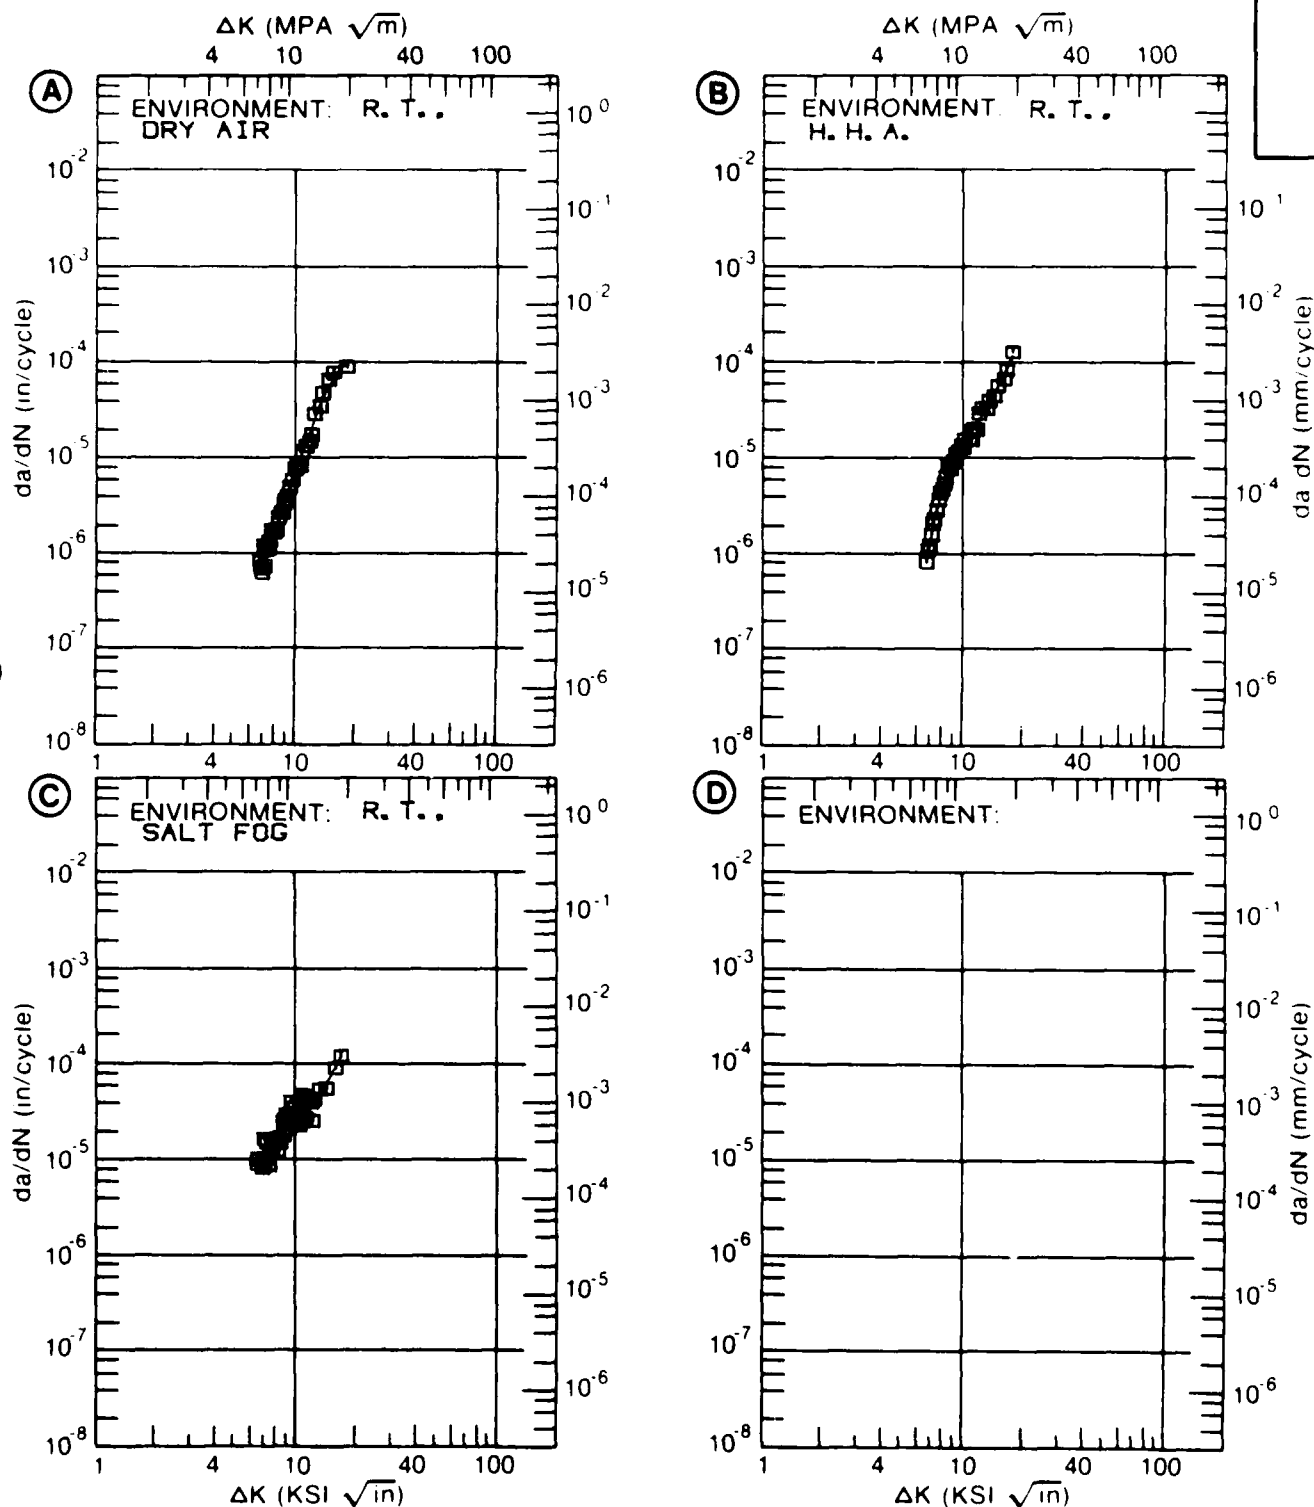 ΔK (MPA √m)
4 10 40 100
A
ENVIRONMENT: R. T..
DRY AIR
10^0
10^-2
10^-1
10^-3
10^-2
10^-4
10^-3
10^-5
10^-4
10^-6
10^-5
10^-7
10^-6
10^-8
1 4 10 40 100
da/dN (in/cycle)
ΔK (MPA √m)
4 10 40 100
B
ENVIRONMENT R. T..
H. H. A.
10^-2
10^1
10^-3
10^-2
10^-4
10^-3
10^-5
10^-4
10^-6
10^-5
10^-7
10^-6
10^-8
1 4 10 40 100
da dN (mm/cycle)
C
ENVIRONMENT: R. T..
SALT FOG
10^0
10^-2
10^-1
10^-3
10^-2
10^-4
10^-3
10^-5
10^-4
10^-6
10^-5
10^-7
10^-6
10^-8
1 4 10 40 100
da/dN (in/cycle)
ΔK (KSI √in)
D
ENVIRONMENT:
10^0
10^-2
10^-1
10^-3
10^-2
10^-4
10^-3
10^-5
10^-4
10^-6
10^-5
10^-7
10^-6
10^-8
1 4 10 40 100
da/dN (mm/cycle)
ΔK (KSI √in)